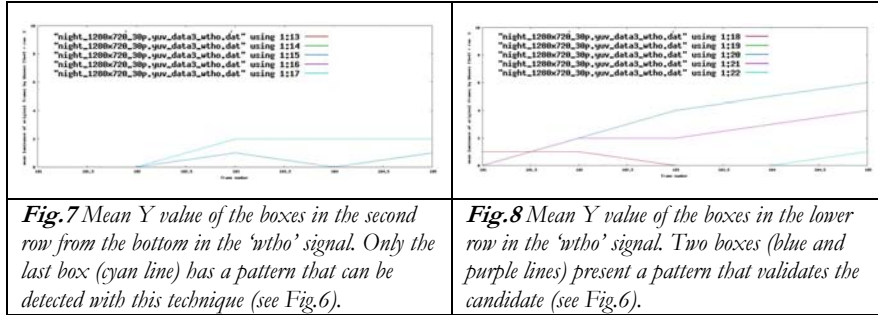 "night_1280x720_30p.yuv_data3_wtho.dat" using 1:13
"night_1280x720_30p.yuv_data3_wtho.dat" using 1:14
"night_1280x720_30p.yuv_data3_wtho.dat" using 1:15
"night_1280x720_30p.yuv_data3_wtho.dat" using 1:16
"night_1280x720_30p.yuv_data3_wtho.dat" using 1:17
frame number
Fig.7 Mean Y value of the boxes in the second
row from the bottom in the ‘wtho’ signal. Only the
last box (cyan line) has a pattern that can be
detected with this technique (see Fig.6).
"night_1280x720_30p.yuv_data3_wtho.dat" using 1:18
"night_1280x720_30p.yuv_data3_wtho.dat" using 1:19
"night_1280x720_30p.yuv_data3_wtho.dat" using 1:20
"night_1280x720_30p.yuv_data3_wtho.dat" using 1:21
"night_1280x720_30p.yuv_data3_wtho.dat" using 1:22
frame number
Fig.8 Mean Y value of the boxes in the lower
row in the ‘wtho’ signal. Two boxes (blue and
purple lines) present a pattern that validates the
candidate (see Fig.6).